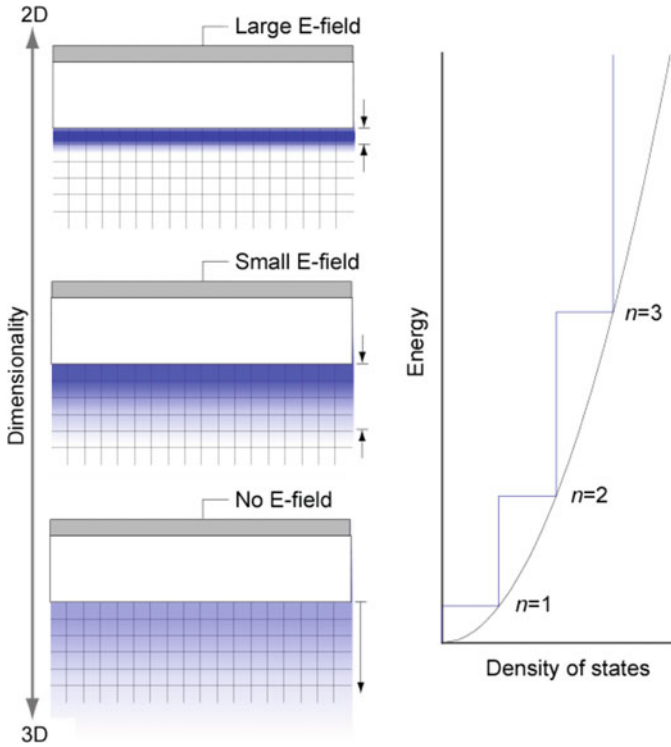 2D
Large E-field
Small E-field
Dimensionality
No E-field
3D
Energy
n=3
n=2
n=1
Density of states